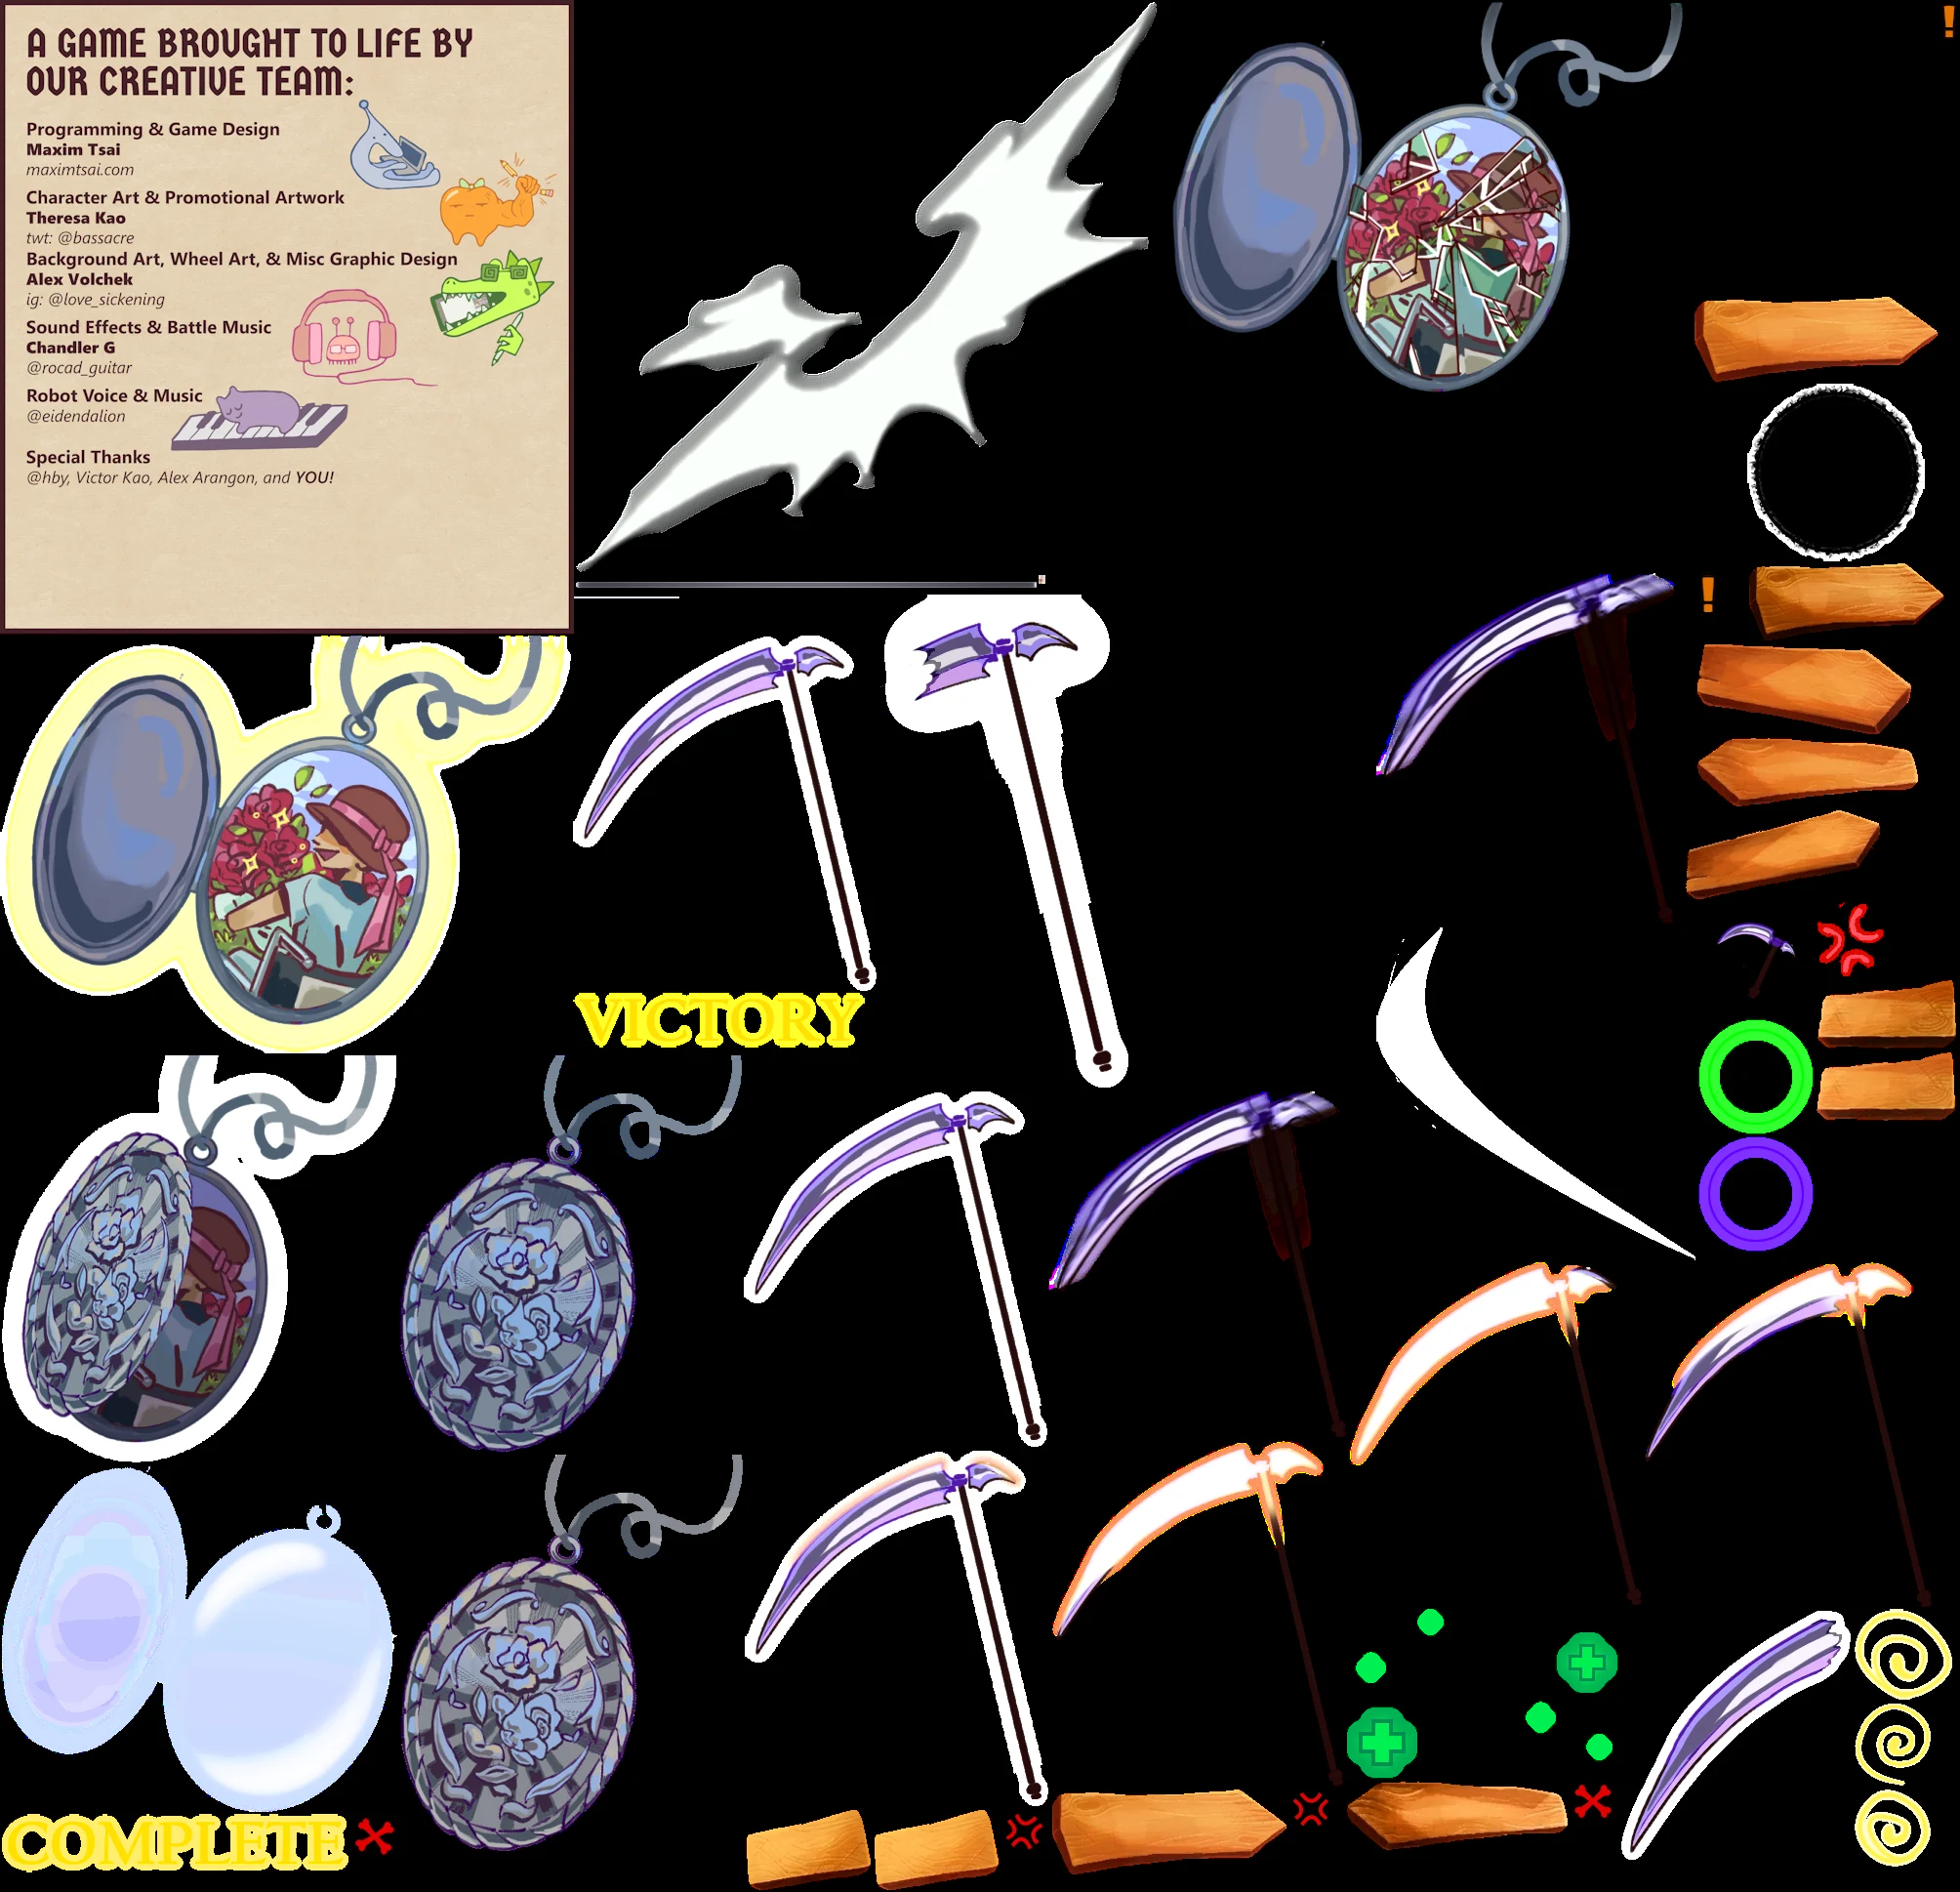 A GAME BROUGHT TO LIFE BY
OUR CREATIVE TEAM:
Programming & Game Design
Maxim Tsai
maximtsai.com
Character Art & Promotional Artwork
Theresa Kao
twt: @bassacre
Background Art, Wheel Art, & Misc Graphic Design
Alex Volchek
ig: @love_sickening
Sound Effects & Battle Music
Chandler G
@rocad_guitar
Robot Voice & Music
@eidendalion
Special Thanks
@hby, Victor Kao, Alex Arangon, and YOU!
!
!
VICTORY
COMPLETE